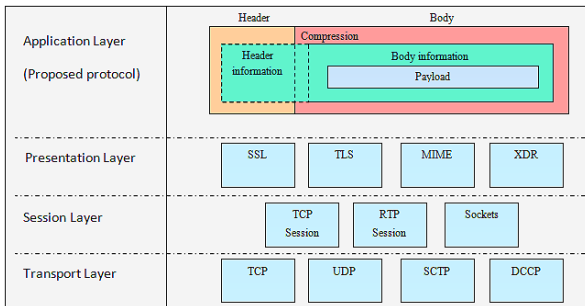 Header Body
Application Layer
(Proposed protocol)
Compression
Header
information
Body information
Payload
Presentation Layer
SSL TLS MIME XDR
Session Layer
TCP
Session
RTP
Session
Sockets
Transport Layer
TCP UDP SCTP DCCP